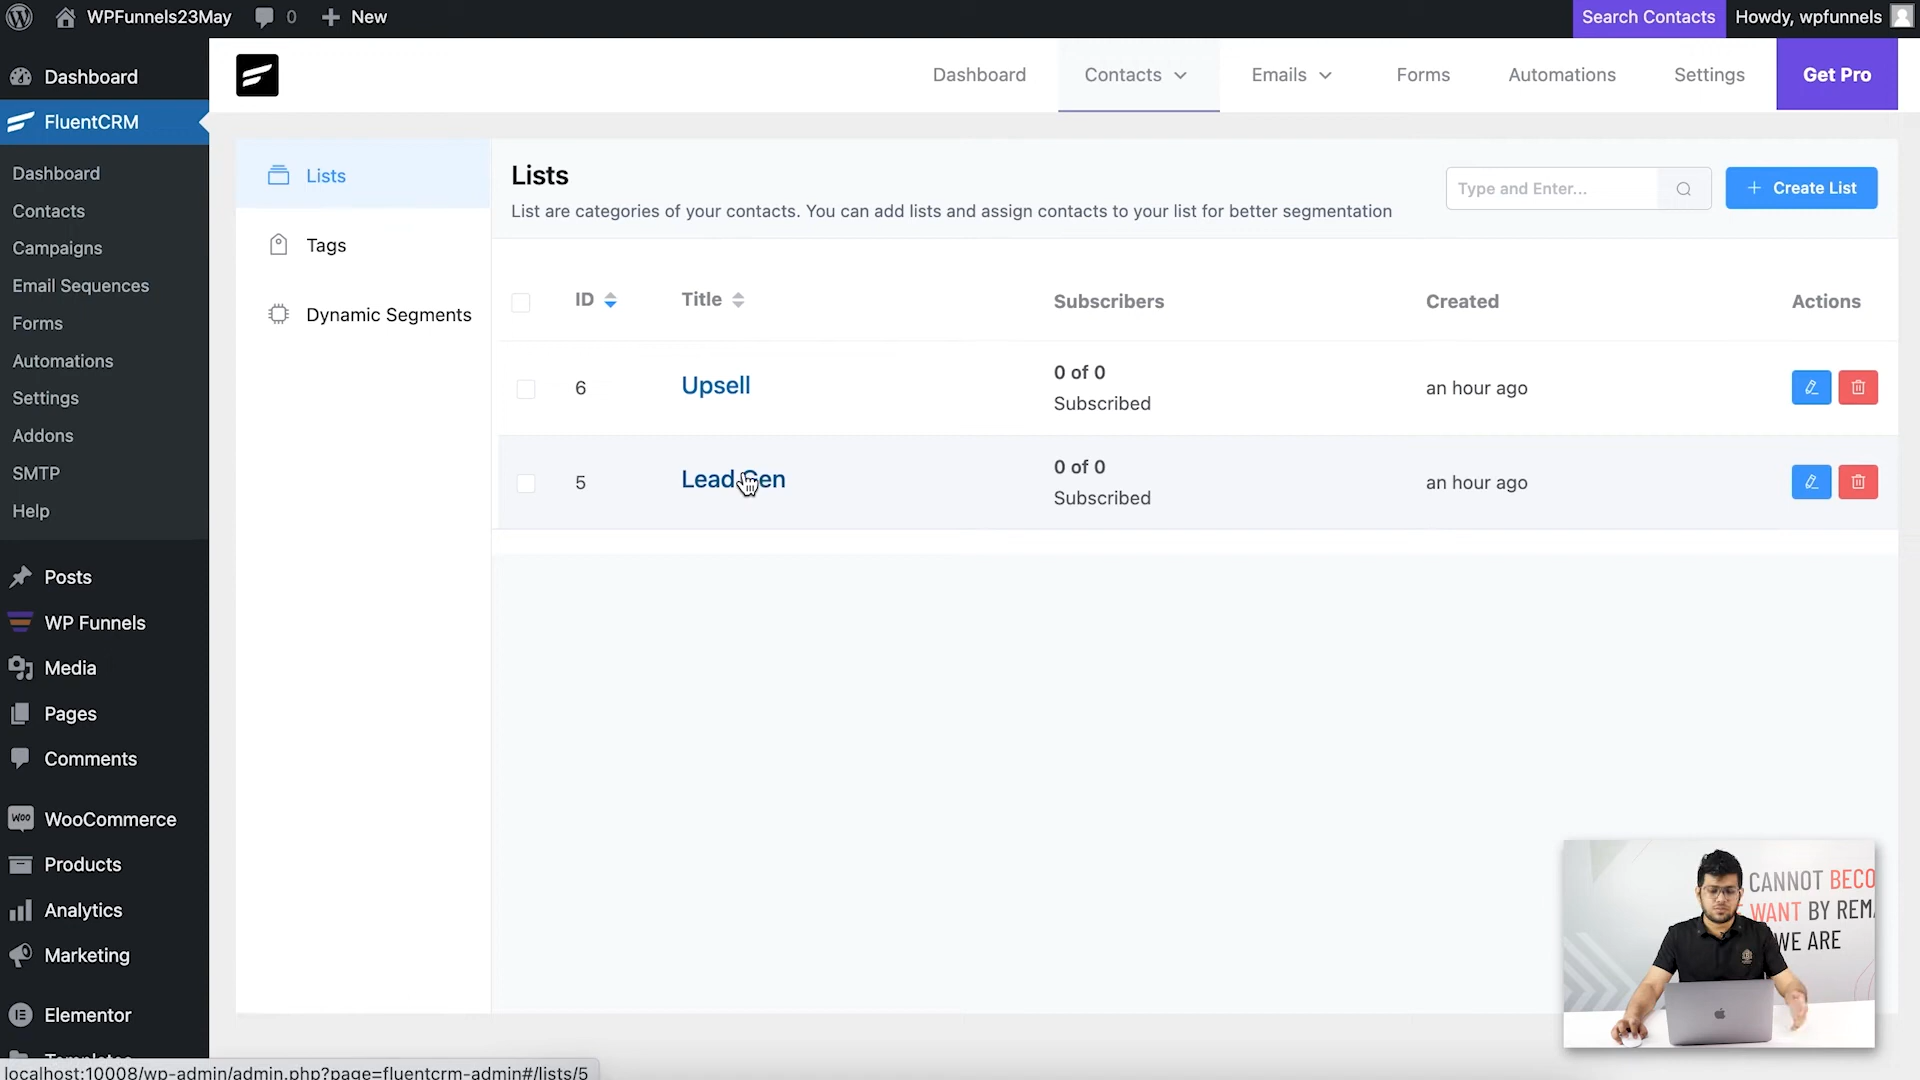 WPFunnels23May
0
New
Search Contacts
Howdy, wpfunnels
Dashboard
FluentCRM
Dashboard
Contacts
Campaigns
Email Sequences
Forms
Automations
Settings
Addons
SMTP
Help
Posts
WP Funnels
Media
Pages
Comments
Woo
WooCommerce
Products
Analytics
Marketing
Elementor
Dashboard
Contacts
Emails
Forms
Automations
Settings
Get Pro
Lists
Tags
Dynamic Segments
Lists
List are categories of your contacts. You can add lists and assign contacts to your list for better segmentation
Type and Enter...
Create List
ID
Title
Subscribers
Created
Actions
6
Upsell
0 of 0
Subscribed
an hour ago
5
Lead Gen
0 of 0
Subscribed
an hour ago
CANNOT BECO
WANT BY REMA
WE ARE
localhost:10008/wp-admin/admin.php?page=fluentcrm-admin#/lists/5